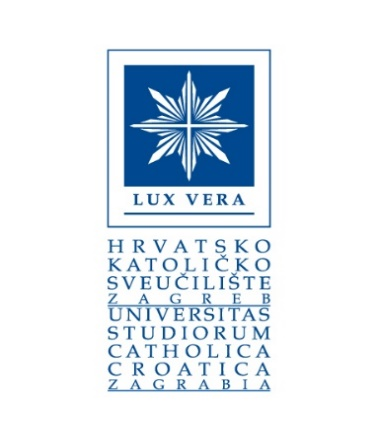 LUX VERA
HRVATSKO
KATOLIČKO
SVEUČILIŠTE
ZAGREB
UNIVERSITAS
STUDIORUM
CATHOLICA
CROATICA
ZAGRABIA